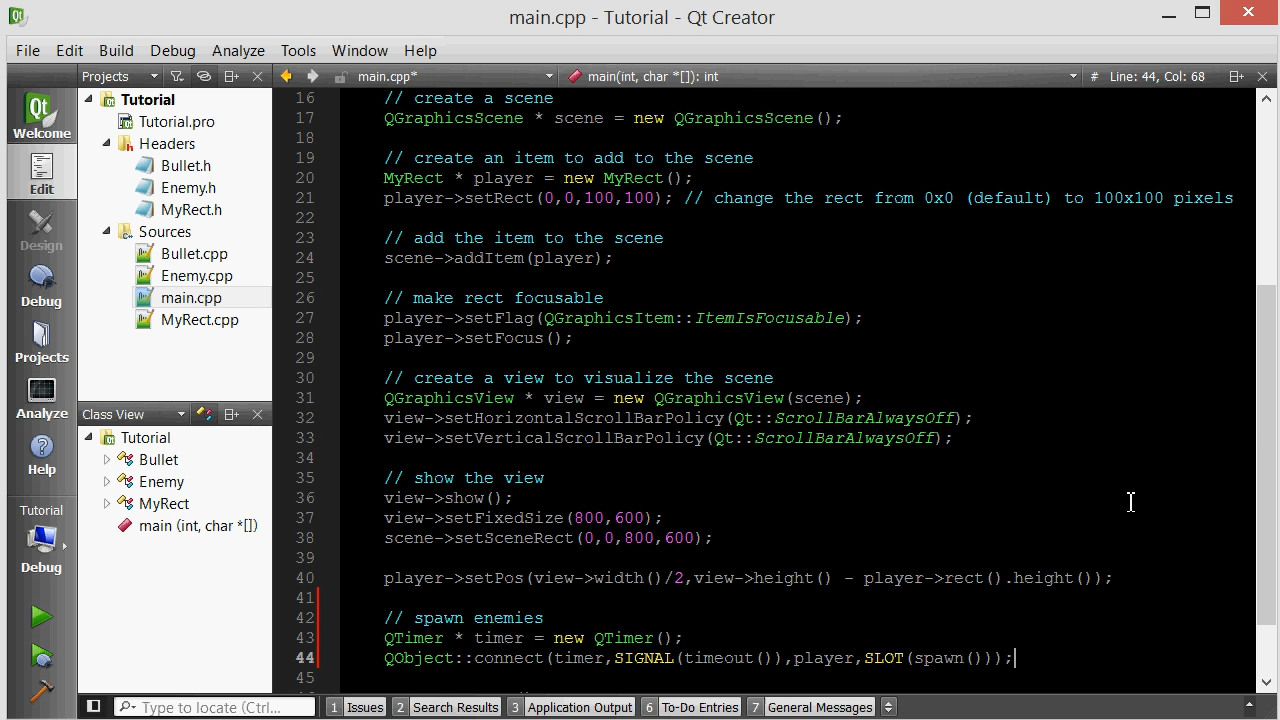 main.cpp - Tutorial - Qt Creator
File Edit Build Debug Analyze Tools Window Help
Projects main.cpp* main(int, char *[]): int # Line: 44, Col: 68
Qt
Welcome
Edit
Design
Debug
Projects
Analyze
Help
Tutorial
Debug
Tutorial
Tutorial.pro
Headers
Bullet.h
Enemy.h
MyRect.h
Sources
Bullet.cpp
Enemy.cpp
main.cpp
MyRect.cpp
Class View
Tutorial
Bullet
Enemy
MyRect
main (int, char *[])
16 // create a scene
17 QGraphicsScene * scene = new QGraphicsScene();
18
19 // create an item to add to the scene
20 MyRect * player = new MyRect();
21 player->setRect(0,0,100,100); // change the rect from 0x0 (default) to 100x100 pixels
22
23 // add the item to the scene
24 scene->addItem(player);
25
26 // make rect focusable
27 player->setFlag(QGraphicsItem::ItemIsFocusable);
28 player->setFocus();
29
30 // create a view to visualize the scene
31 QGraphicsView * view = new QGraphicsView(scene);
32 view->setHorizontalScrollBarPolicy(Qt::ScrollBarAlwaysOff);
33 view->setVerticalScrollBarPolicy(Qt::ScrollBarAlwaysOff);
34
35 // show the view
36 view->show();
37 view->setFixedSize(800,600);
38 scene->setSceneRect(0,0,800,600);
39
40 player->setPos(view->width()/2,view->height() - player->rect().height());
41
42 // spawn enemies
43 QTimer * timer = new QTimer();
44 QObject::connect(timer,SIGNAL(timeout()),player,SLOT(spawn()));
45
Type to locate (Ctrl... 1 Issues 2 Search Results 3 Application Output 6 To-Do Entries 7 General Messages